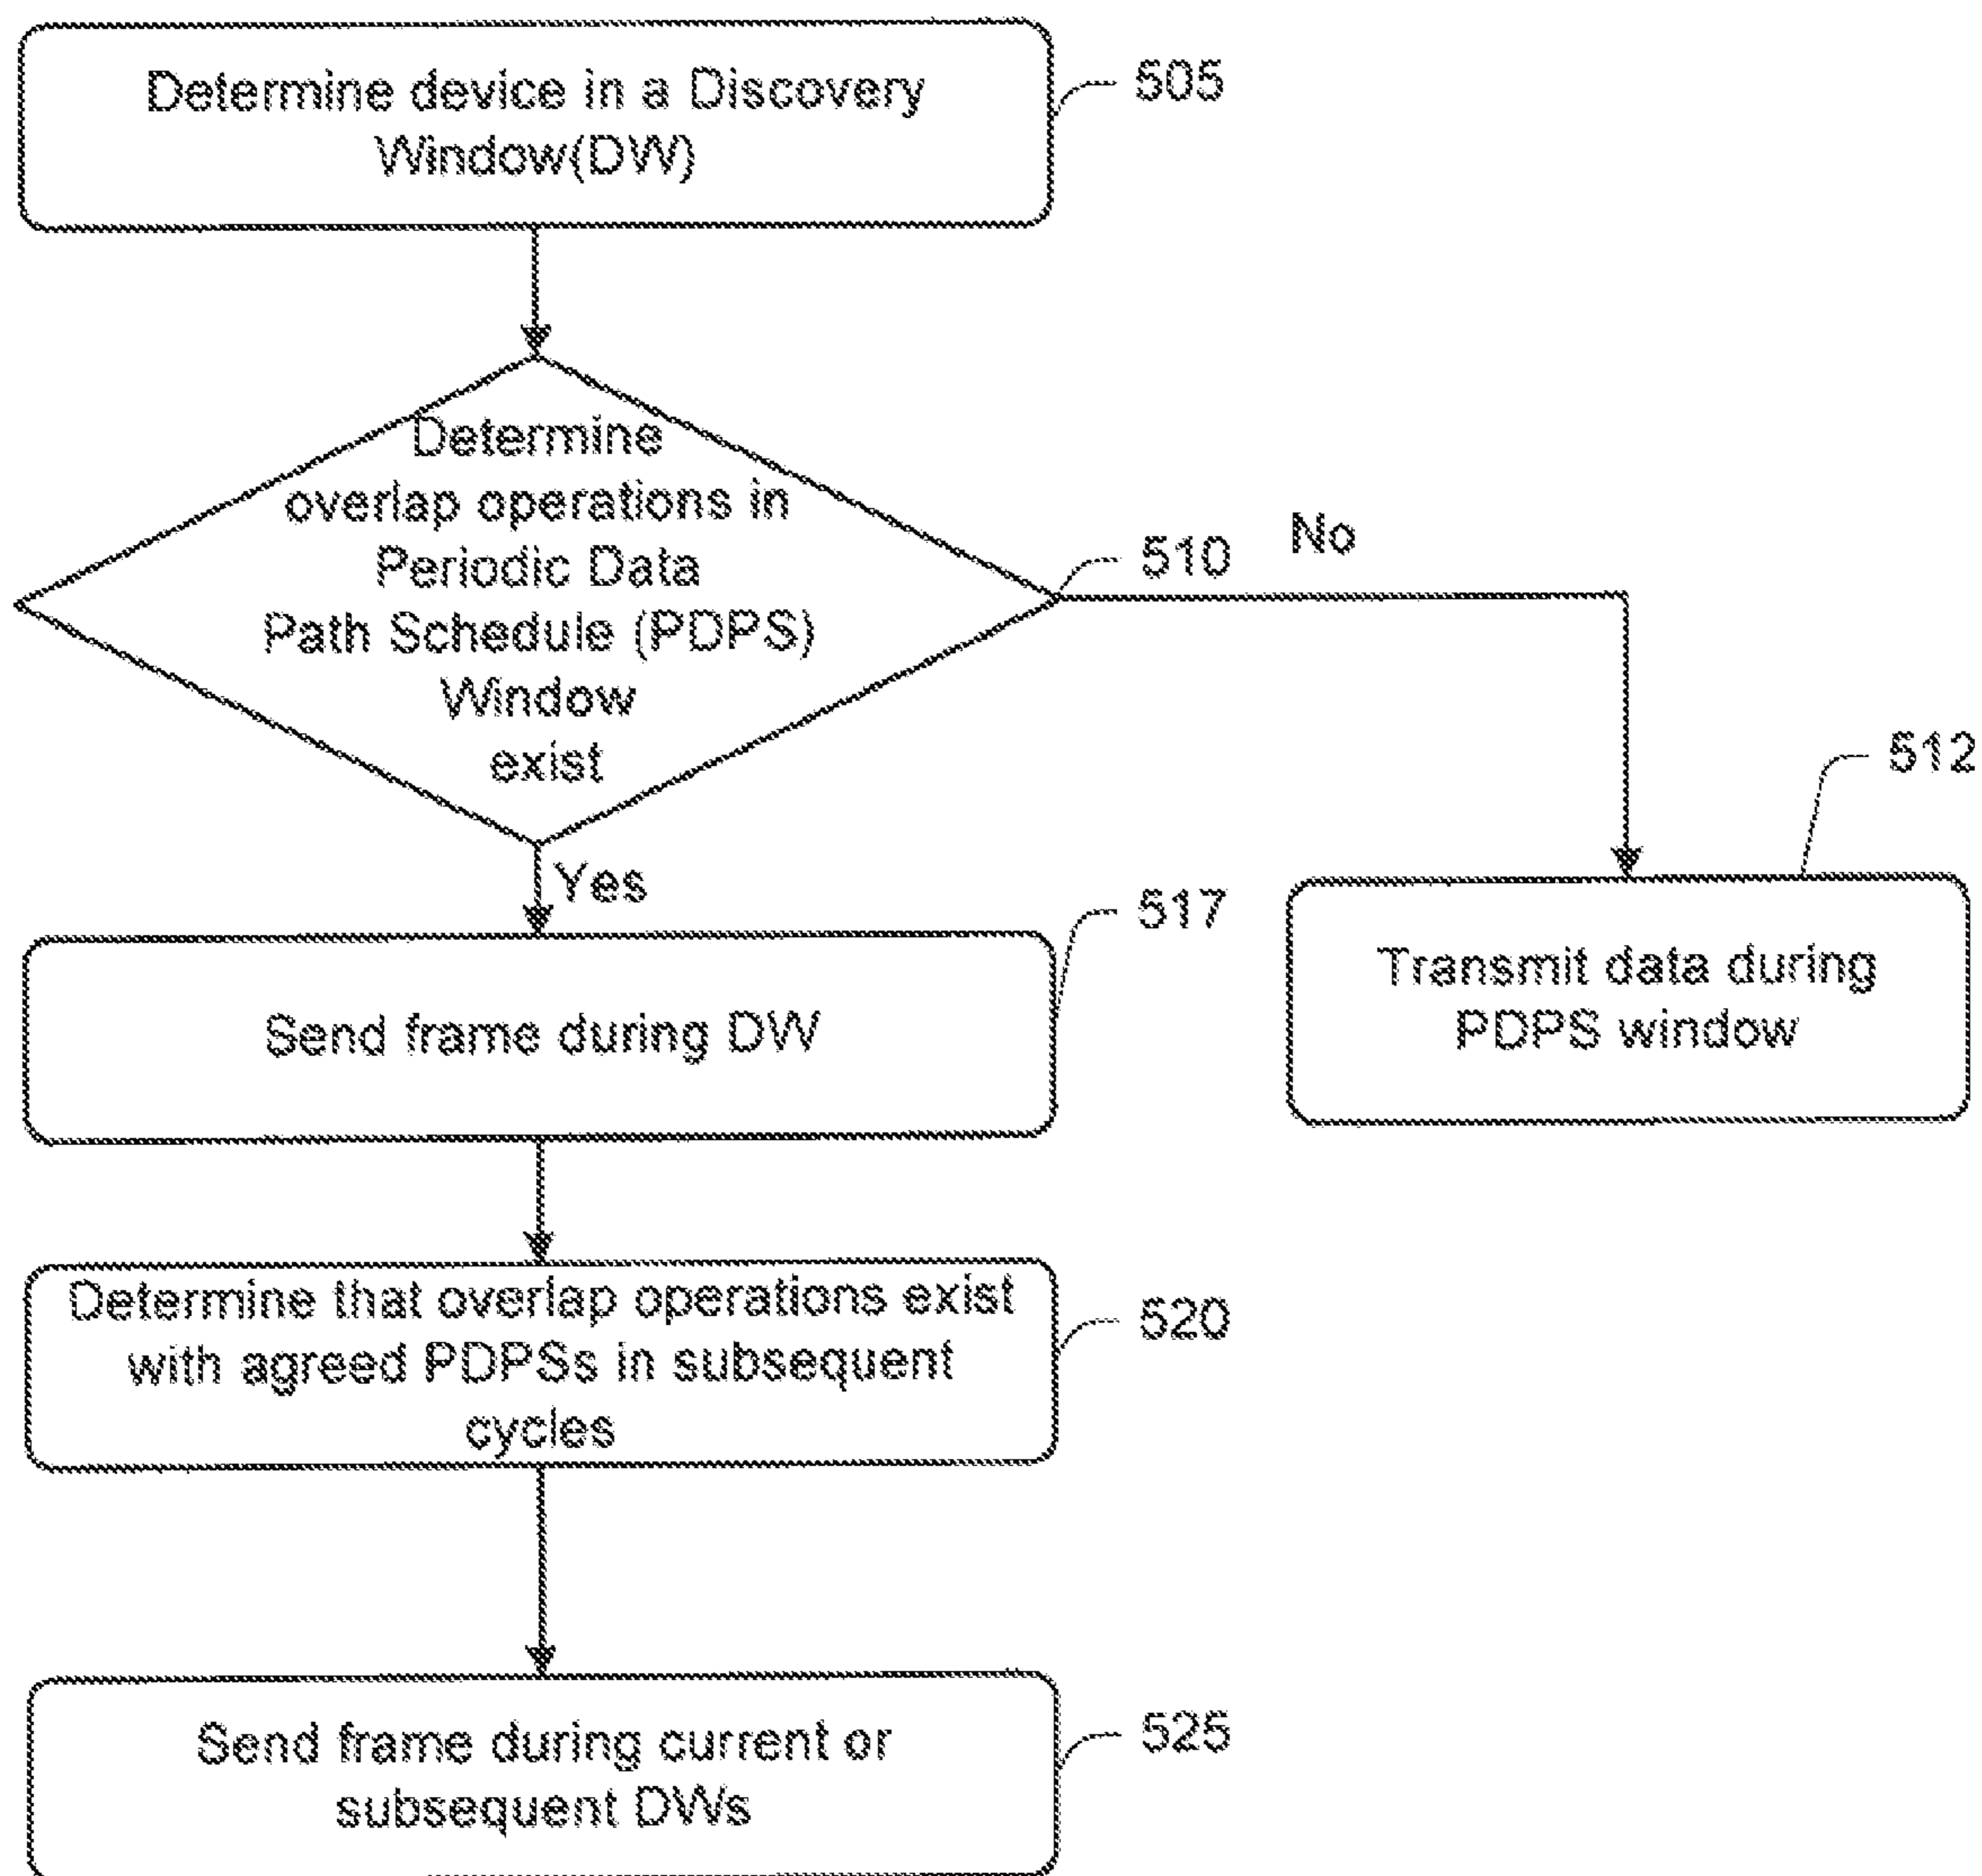 Determine device in a Discovery
Window(DW)
505
Determine
overlap operations in
Periodic Data
Path Schedule (PDPS)
Window
exist
510
No
Yes
512
Transmit data during
PDPS window
517
Send frame during DW
Determine that overlap operations exist
with agreed PDPSs in subsequent
cycles
520
Send frame during current or
subsequent DWs
525